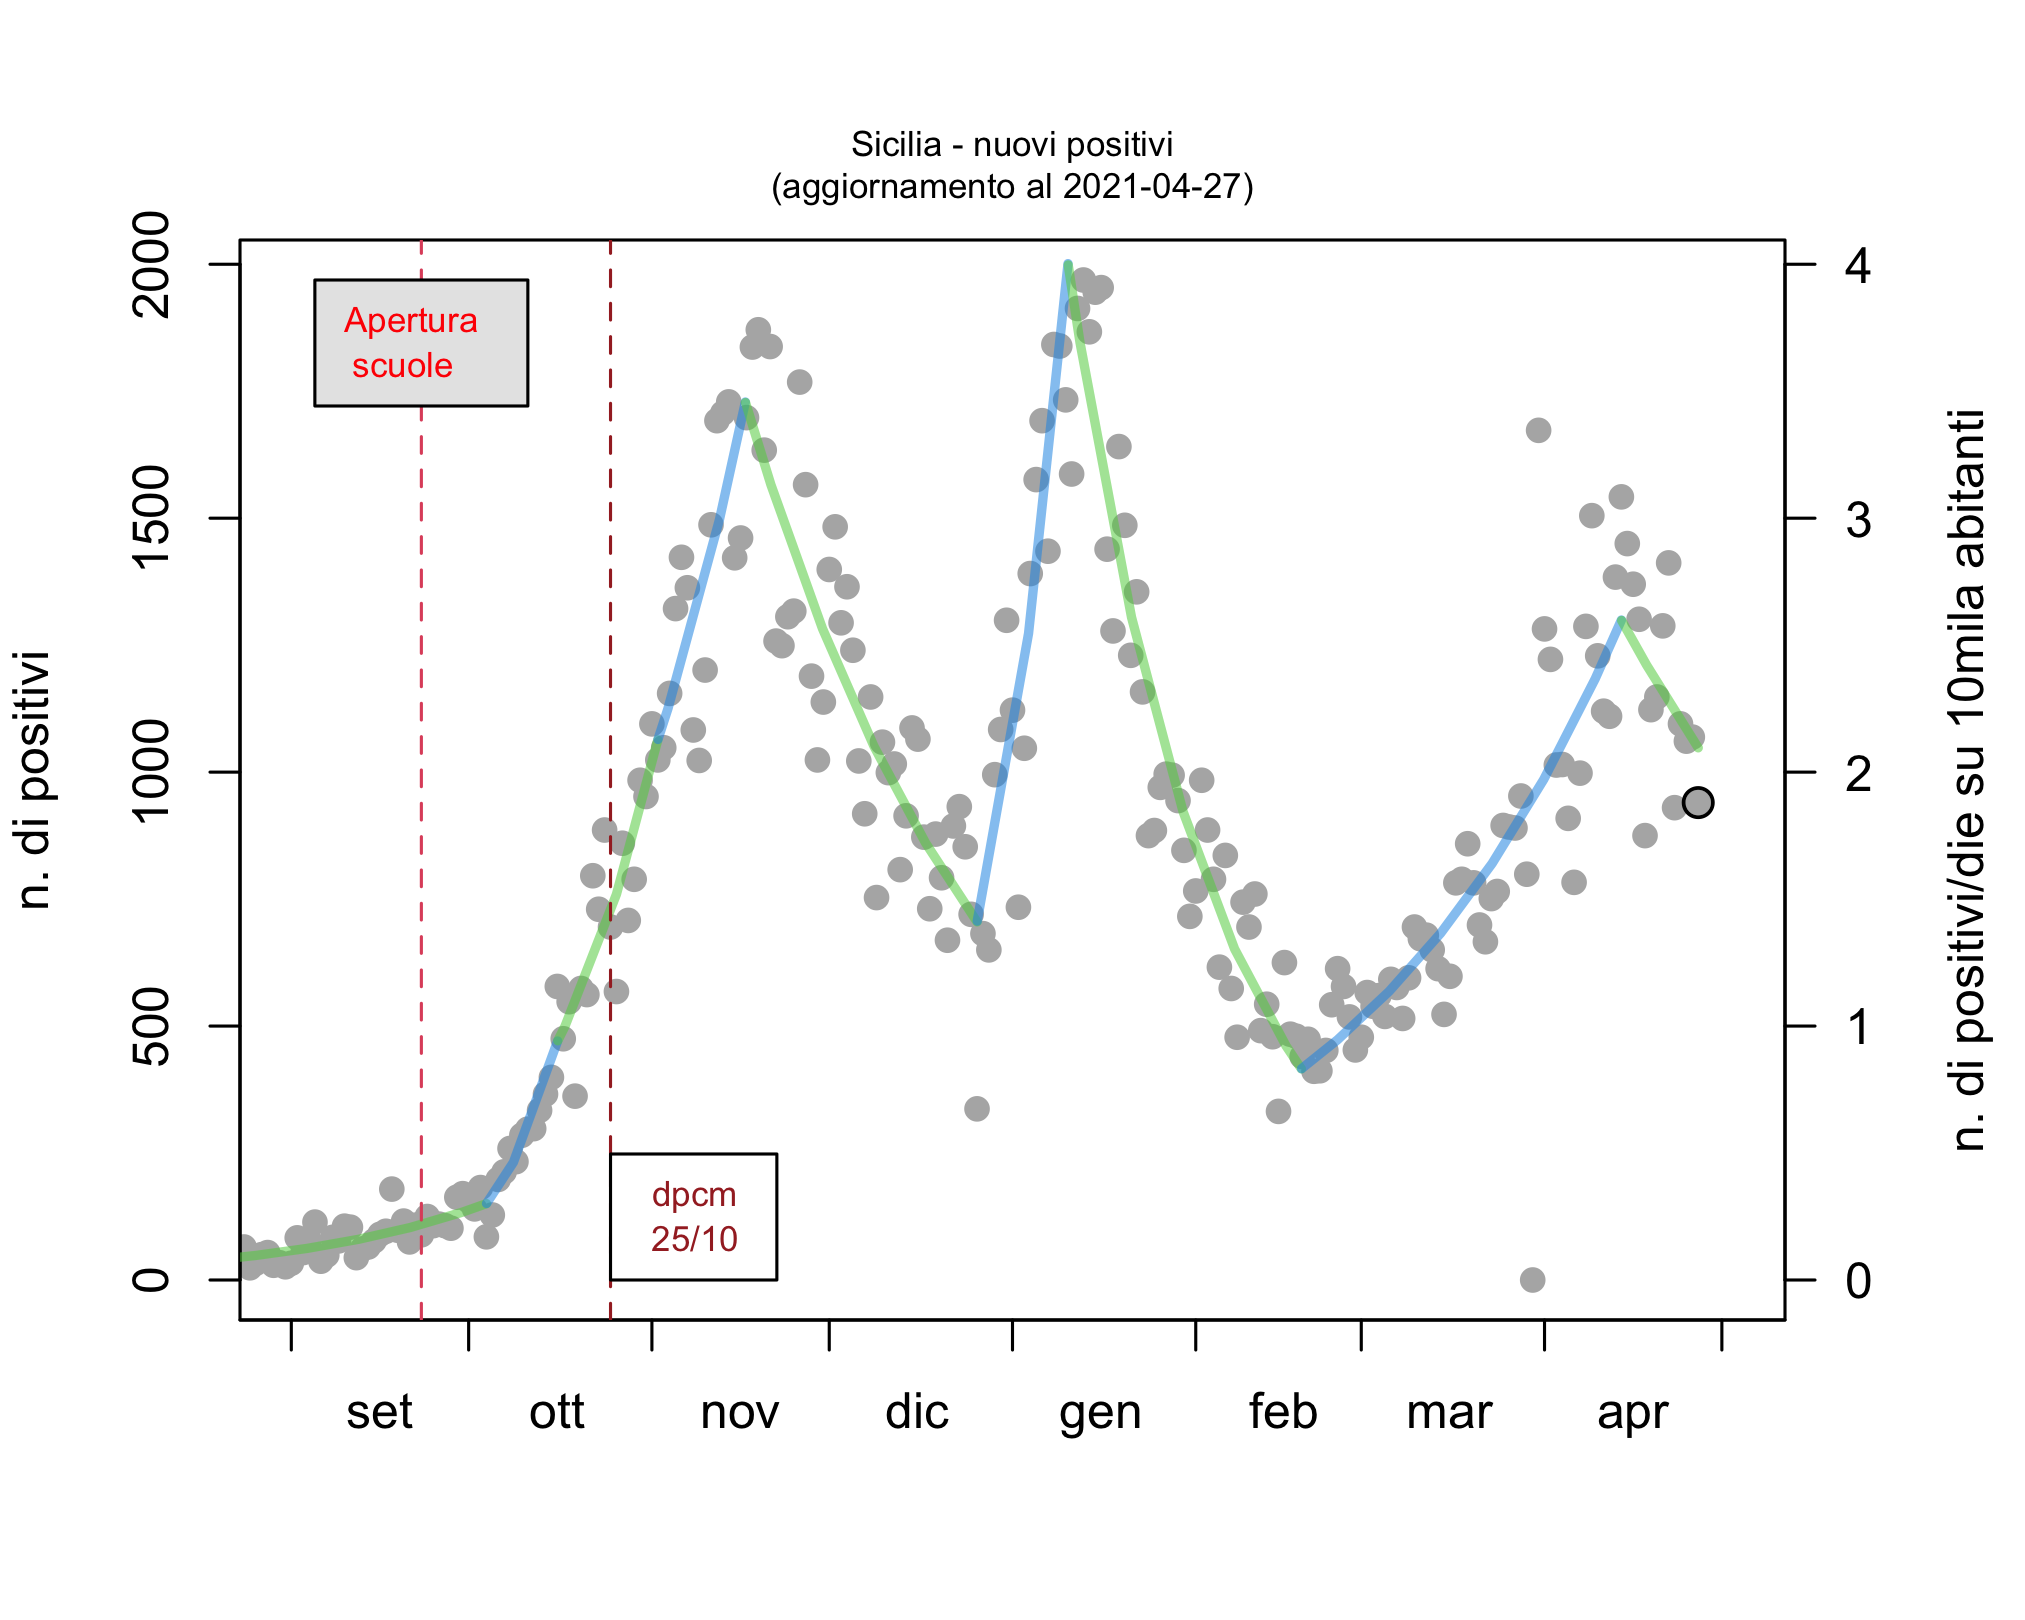 Sicilia - nuovi positivi
(aggiornamento al 2021-04-27)
n. di positivi
2000
1500
1000
500
0
Apertura
scuole
dpcm
25/10
4
3
2
1
0
n. di positivi/die su 10mila abitanti
set ott nov dic gen feb mar apr